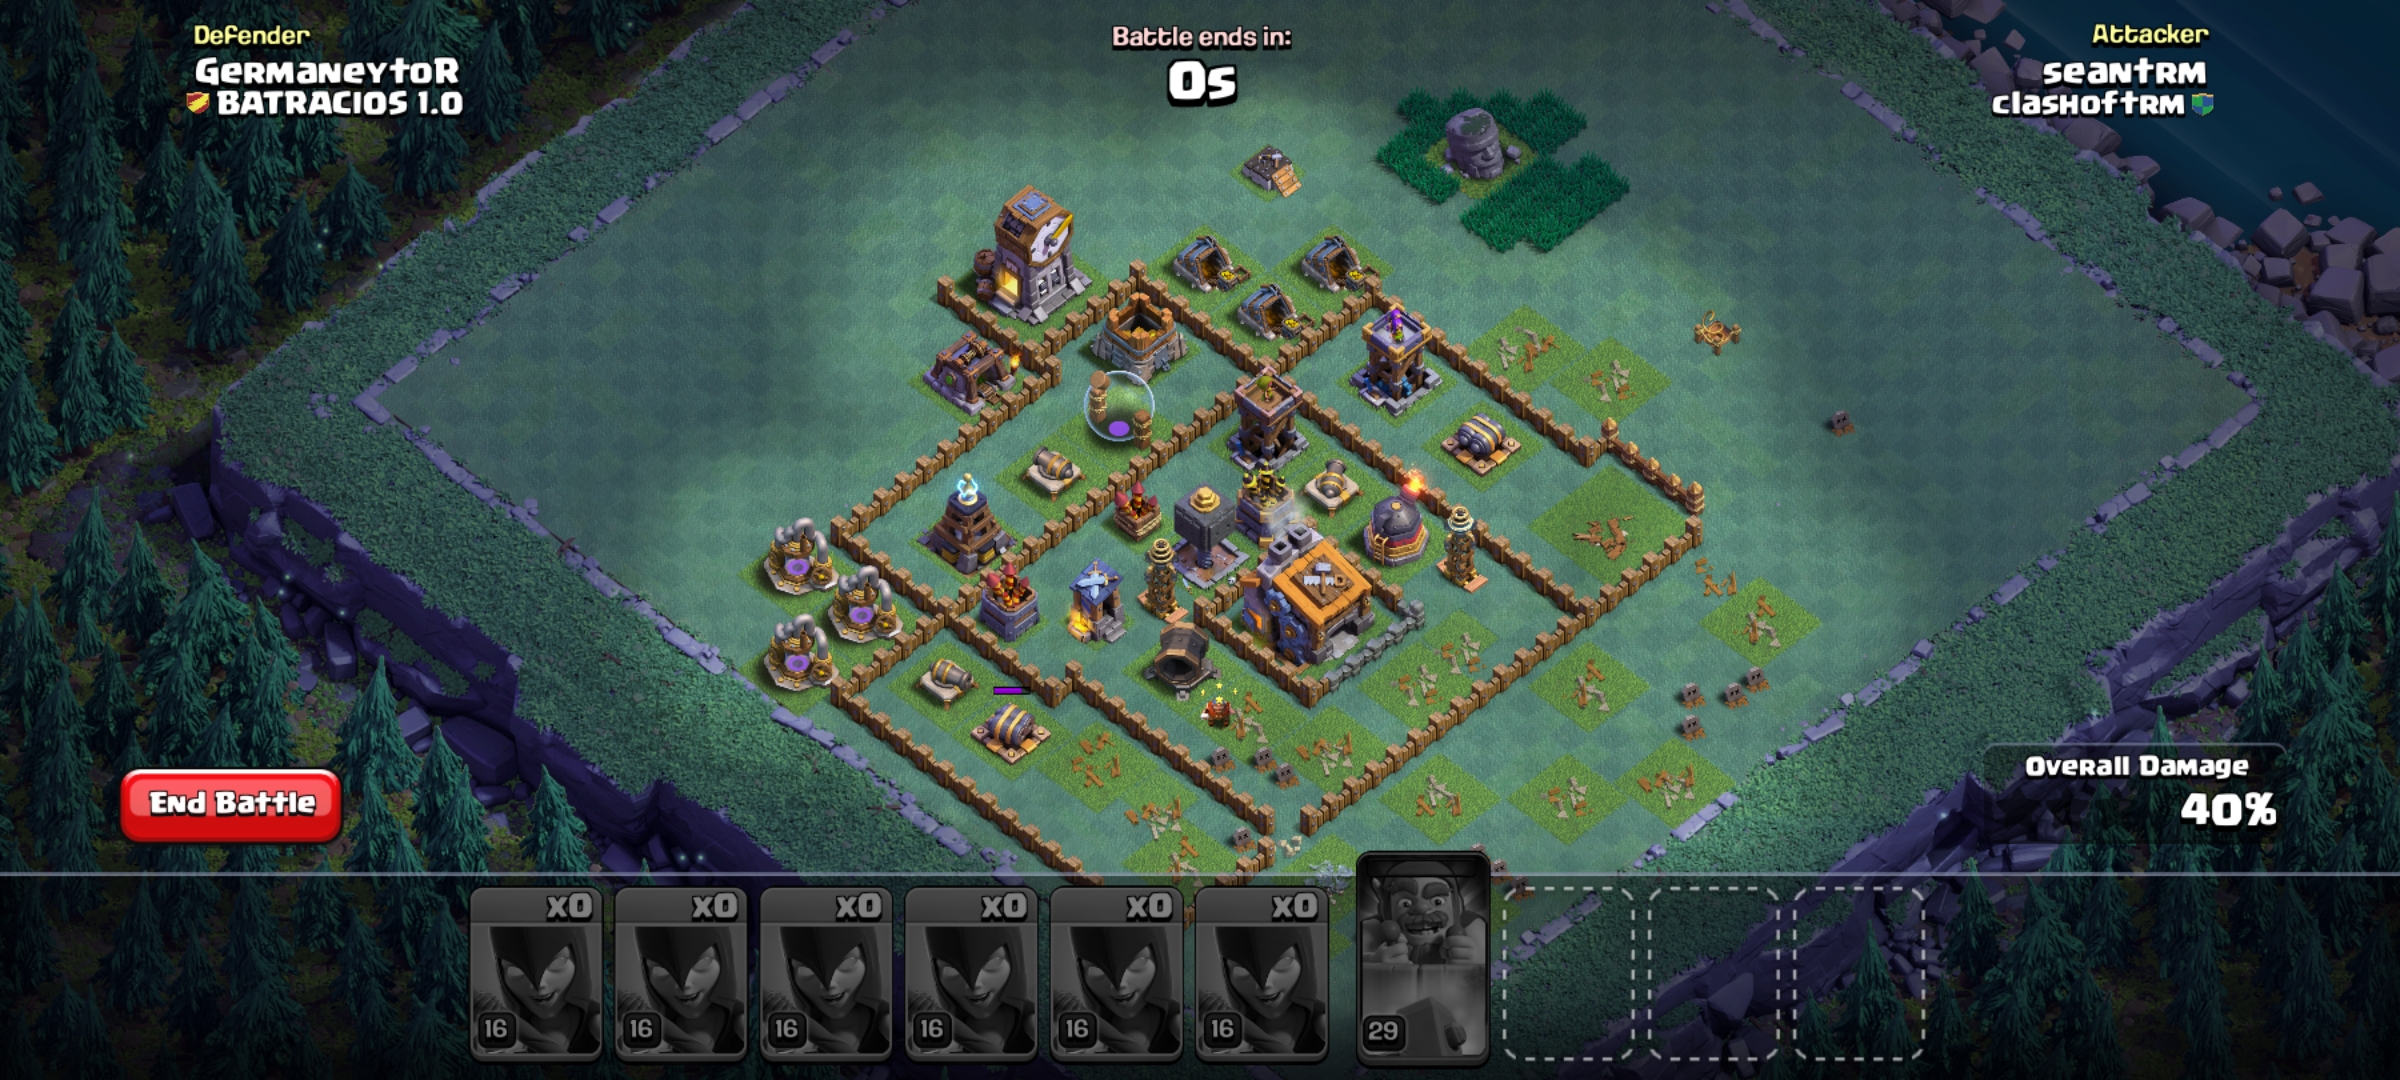 Defender
GERMANEYtoR
BATRACIOS 1.0
Battle ends in:
0s
Attacker
seantRM
clashoftRM
End Battle
Overall Damage
40%
x0
x0
x0
x0
x0
x0
16
16
16
16
16
16
29